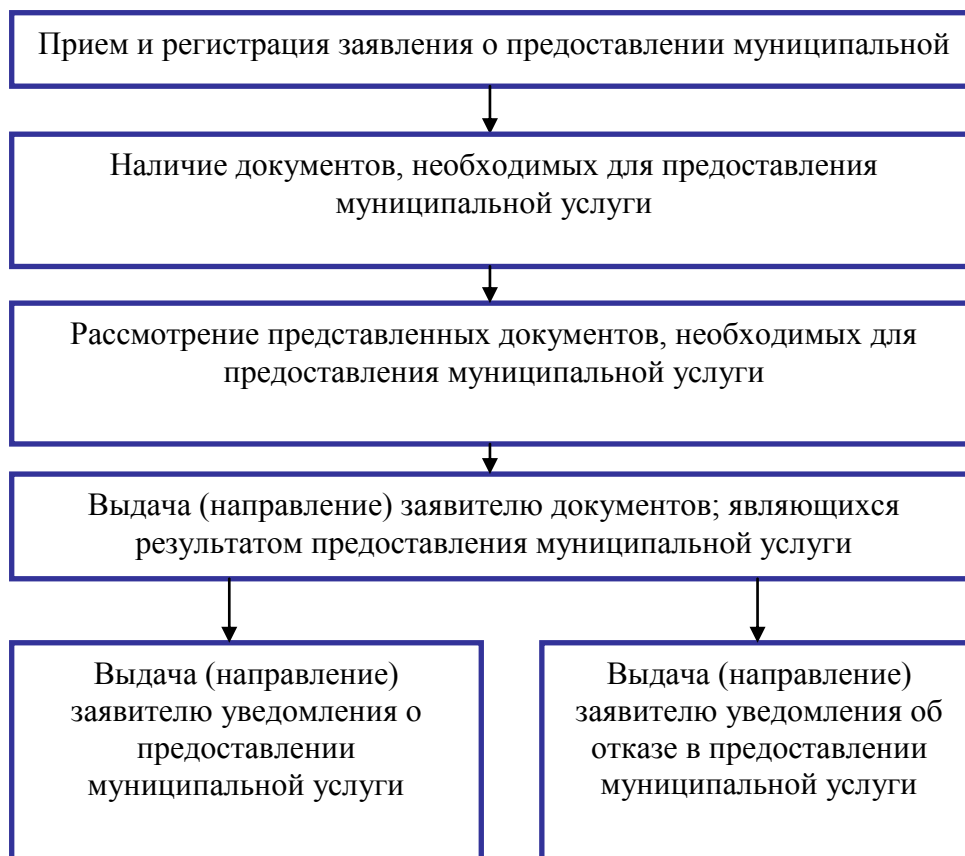 Прием и регистрация заявления о предоставлении муниципальной
Наличие документов, необходимых для предоставления
муниципальной услуги
Рассмотрение представленных документов, необходимых для
предоставления муниципальной услуги
Выдача (направление) заявителю документов; являющихся
результатом предоставления муниципальной услуги
Выдача (направление)
заявителю уведомления о
предоставлении
муниципальной услуги
Выдача (направление)
заявителю уведомления об
отказе в предоставлении
муниципальной услуги